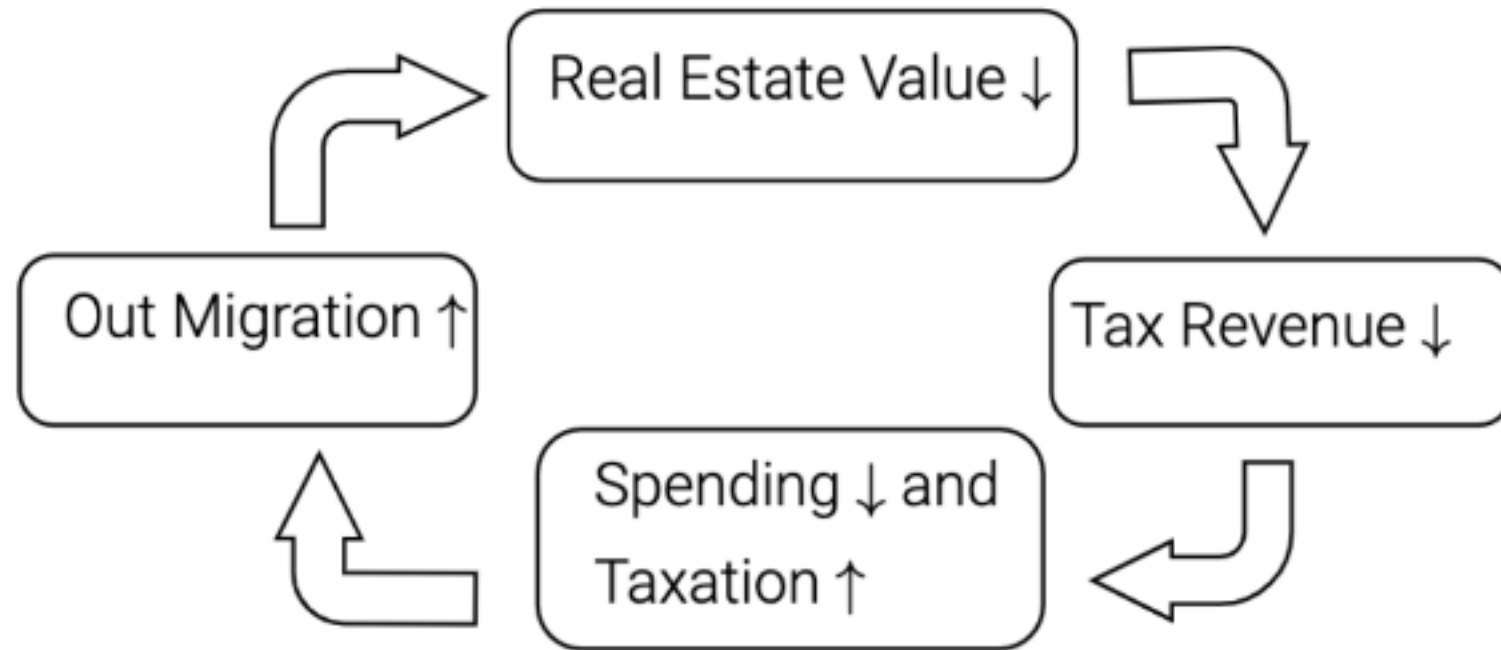 Real Estate Value ↓
Out Migration ↑
Tax Revenue ↓
Spending ↓ and
Taxation ↑